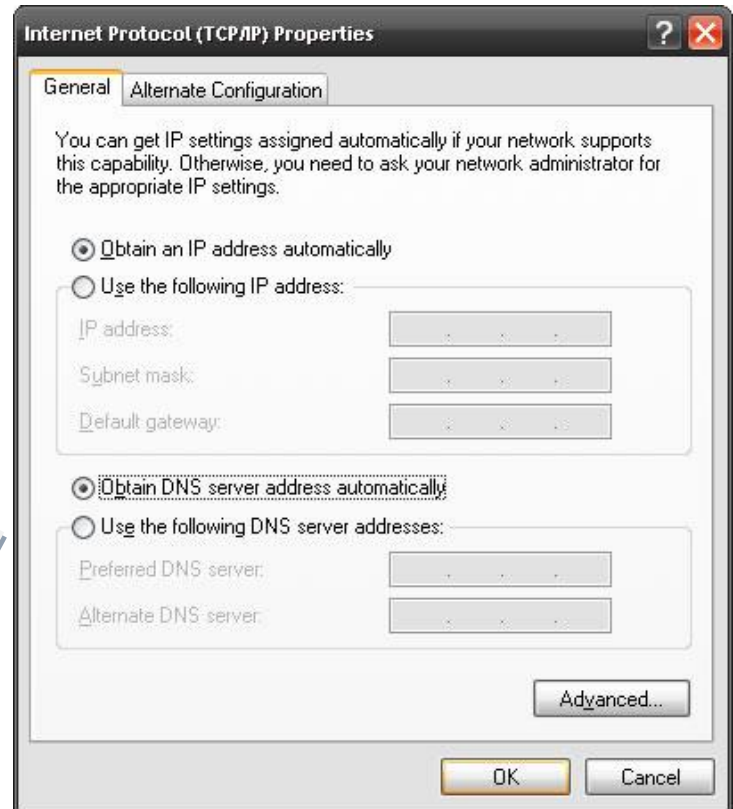 Internet Protocol (TCP/IP) Properties
General Alternate Configuration
You can get IP settings assigned automatically if your network supports
this capability. Otherwise, you need to ask your network administrator for
the appropriate IP settings.
Obtain an IP address automatically
Use the following IP address:
IP address:
Subnet mask:
Default gateway:
Obtain DNS server address automatically
Use the following DNS server addresses:
Preferred DNS server:
Alternate DNS server:
Advanced...
OK Cancel